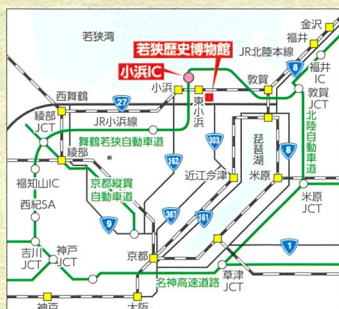 金沢
福井
若狭湾
若狭歴史博物館
JR北陸本線
8
小浜IC
福井IC
小浜
敦賀
西舞鶴
東小浜
敦賀JCT
27
綾部JCT
JR小浜線
303
北陸自動車道
舞鶴若狭自動車道
162
琵琶湖
8
綾部
近江今津
米原
福知山IC
京都縦貫自動車道
米原JCT
西紀SA
367
161
9
吉川JCT
神戸JCT
京都
1
草津JCT
名神高速道路
神戸
大阪